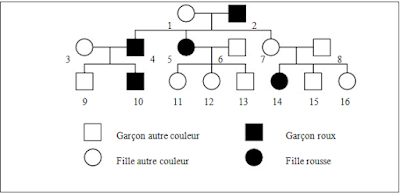 1 2
3 4 5 6 7 8
9 10 11 12 13 14 15 16
Garçon autre couleur Garçon roux
Fille autre couleur Fille rousse